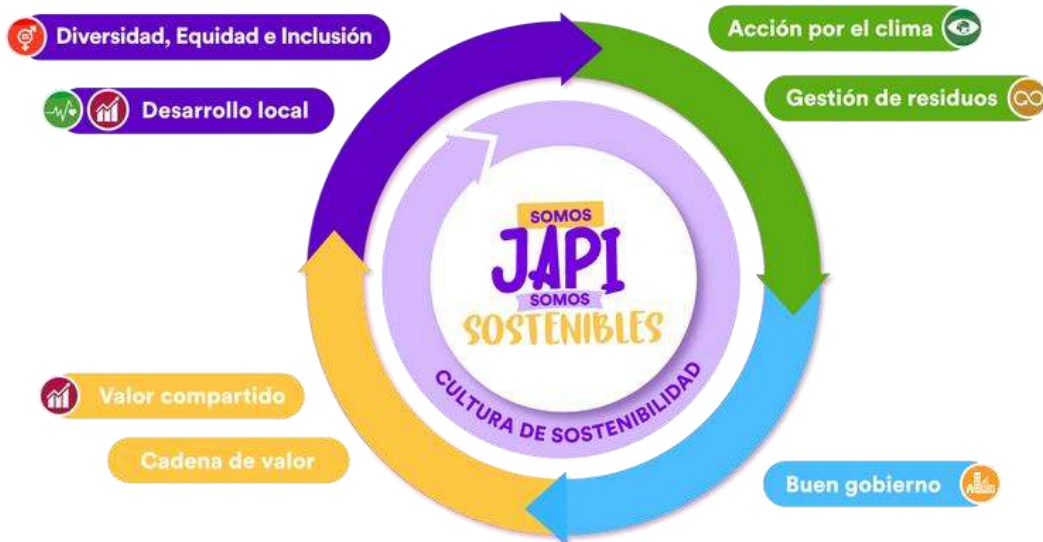 Diversidad, Equidad e Inclusión
Desarrollo local
Acción por el clima
Gestión de residuos
SOMOS
JAPI
SOMOS
SOSTENIBLES
CULTURA DE SOSTENIBILIDAD
Valor compartido
Cadena de valor
Buen gobierno